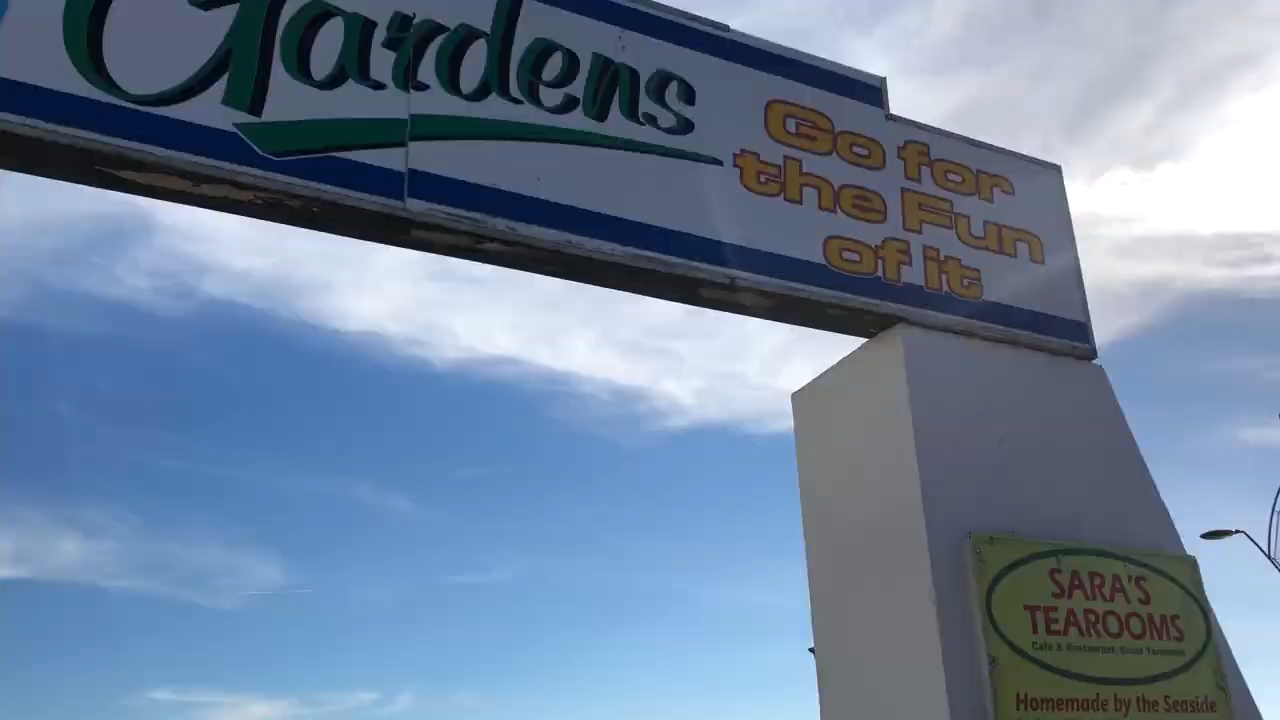 Gardens
Go for
the Fun
of it
SARA'S
TEAROOMS
Cafe & Restaurant, Great Yarmouth
Homemade by the Seaside